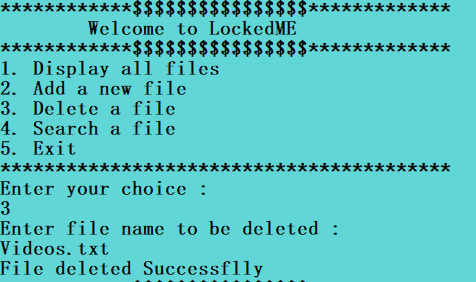 ************$$$$$$$$$$$$$$$$*************
Welcome to LockedME
************$$$$$$$$$$$$$$$$*************
1. Display all files
2. Add a new file
3. Delete a file
4. Search a file
5. Exit
*****************************************
Enter your choice :
3
Enter file name to be deleted :
Videos.txt
File deleted Successflly